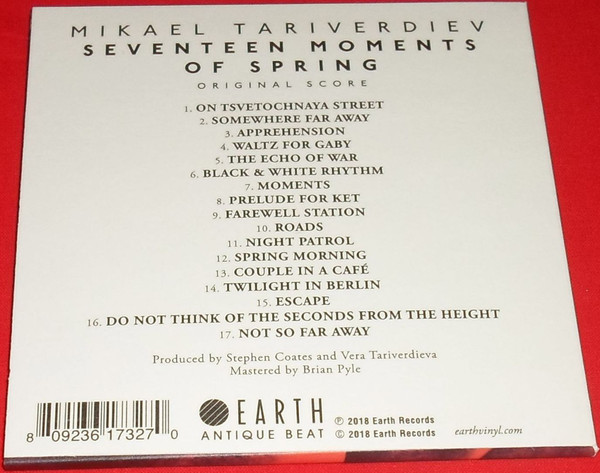 MIKAEL TARIVERDIEV
SEVENTEEN MOMENTS
OF SPRING
ORIGINAL SCORE
1. ON TSVETOCHNAYA STREET
2. SOMEWHERE FAR AWAY
3. APPREHENSION
4. WALTZ FOR GABY
5. THE ECHO OF WAR
6. BLACK & WHITE RHYTHM
7. MOMENTS
8. PRELUDE FOR KET
9. FAREWELL STATION
10. ROADS
11. NIGHT PATROL
12. SPRING MORNING
13. COUPLE IN A CAFÉ
14. TWILIGHT IN BERLIN
15. ESCAPE
16. DO NOT THINK OF THE SECONDS FROM THE HEIGHT
17. NOT SO FAR AWAY
Produced by Stephen Coates and Vera Tariverdieva
Mastered by Brian Pyle
8 09236 17327 0
EARTH
ANTIQUE BEAT
℗ 2018 Earth Records
© 2018 Earth Records
earthvinyl.com